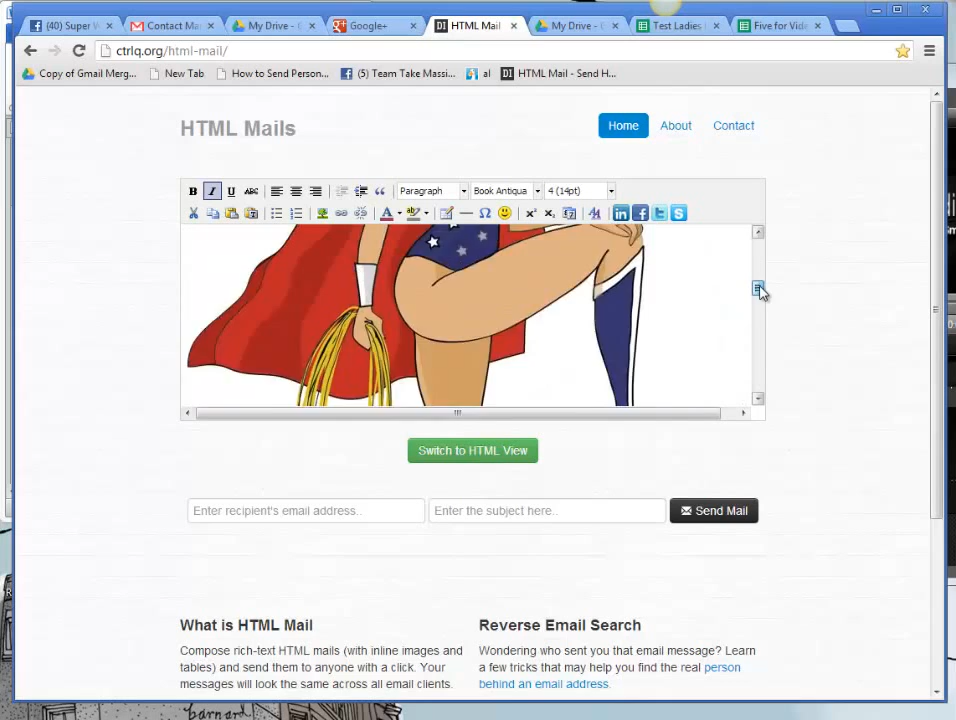 (40) Super W
Contact Ma
My Drive - G
Google+
HTML Mail
My Drive - G
Test Ladies
Five for Vide
ctrlq.org/html-mail/
Copy of Gmail Merg...
New Tab
How to Send Person...
(5) Team Take Massi...
al
HTML Mail - Send H...
HTML Mails
Home
About
Contact
B I U ABC
Paragraph
Book Antiqua
4 (14pt)
Switch to HTML View
Enter recipient's email address..
Enter the subject here..
Send Mail
What is HTML Mail
Compose rich-text HTML mails (with inline images and
tables) and send them to anyone with a click. Your
messages will look the same across all email clients.
Reverse Email Search
Wondering who sent you that email message? Learn
a few tricks that may help you find the real person
behind an email address.
barnard